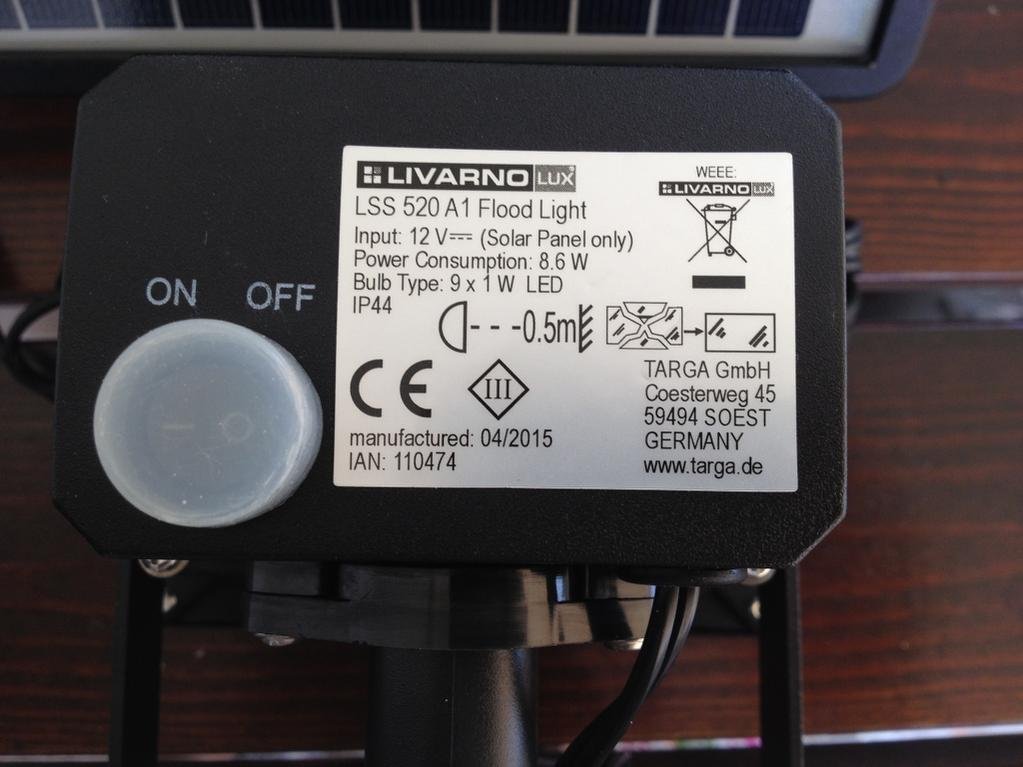 ON OFF
LIVARNO LUX
LSS 520 A1 Flood Light
Input: 12 V⎓ (Solar Panel only)
Power Consumption: 8.6 W
Bulb Type: 9 x 1 W LED
IP44
0.5m
CE
III
manufactured: 04/2015
IAN: 110474
WEEE:
LIVARNO LUX
TARGA GmbH
Coesterweg 45
59494 SOEST
GERMANY
www.targa.de